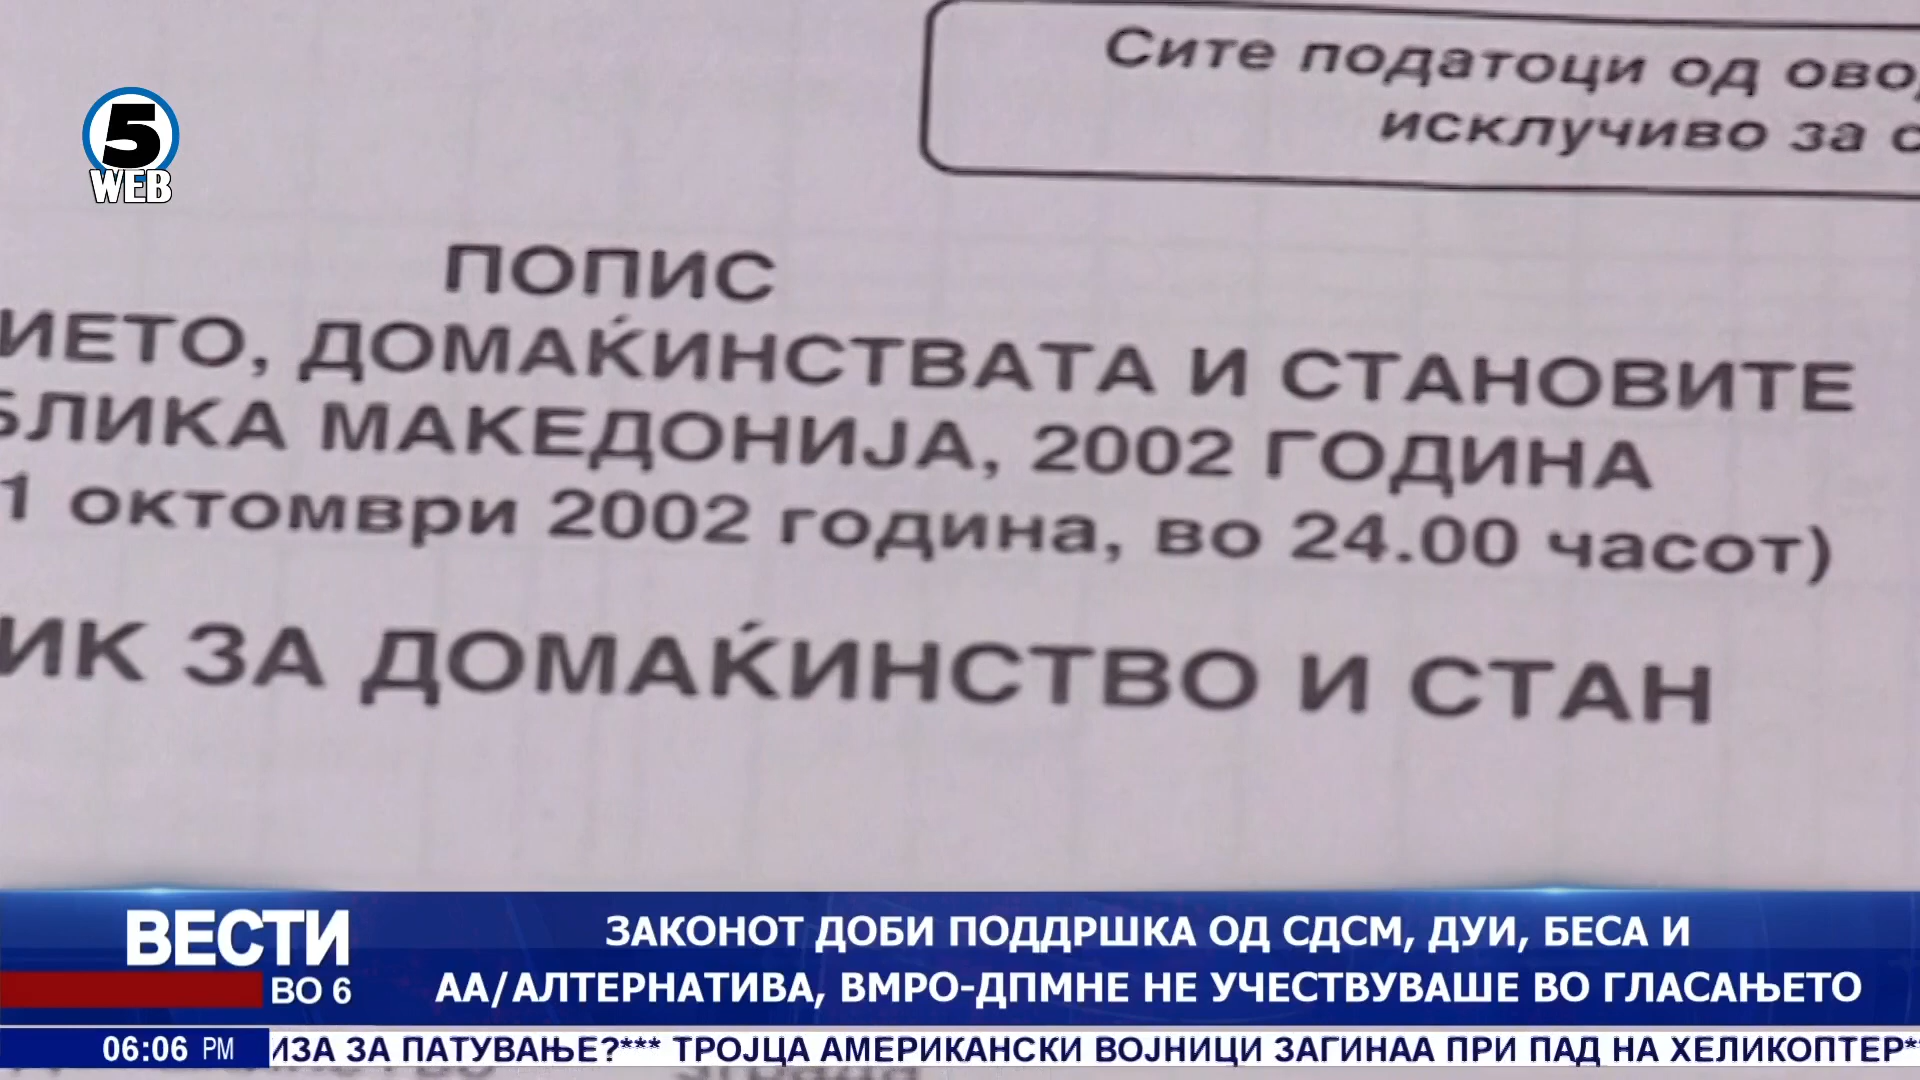 Сите податоци од ово
исклучиво за с
5
WEB
ПОПИС
ИЕТО, ДОМАЌИНСТВАТА И СТАНОВИТЕ
БЛИКА МАКЕДОНИЈА, 2002 ГОДИНА
1 октомври 2002 година, во 24.00 часот)
ИК ЗА ДОМАЌИНСТВО И СТАН
ВЕСТИ
ВО 6
ЗАКОНОТ ДОБИ ПОДДРШКА ОД СДСМ, ДУИ, БЕСА И
АА/АЛТЕРНАТИВА, ВМРО-ДПМНЕ НЕ УЧЕСТВУВАШЕ ВО ГЛАСАЊЕТО
06:06 PM
ИЗА ЗА ПАТУВАЊЕ?*** ТРОЈЦА АМЕРИКАНСКИ ВОЈНИЦИ ЗАГИНАА ПРИ ПАД НА ХЕЛИКОПТЕР*